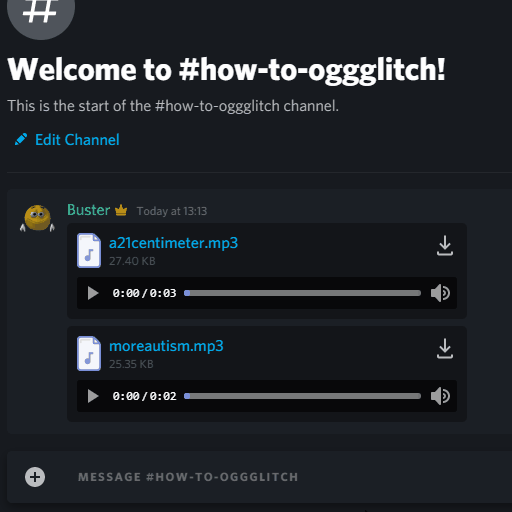 #
Welcome to #how-to-oggglitch!
This is the start of the #how-to-oggglitch channel.
Edit Channel
Buster Today at 13:13
a21centimeter.mp3
27.40 KB
0:00 / 0:03
moreautism.mp3
25.35 KB
0:00 / 0:02
MESSAGE #HOW-TO-OGGGLITCH